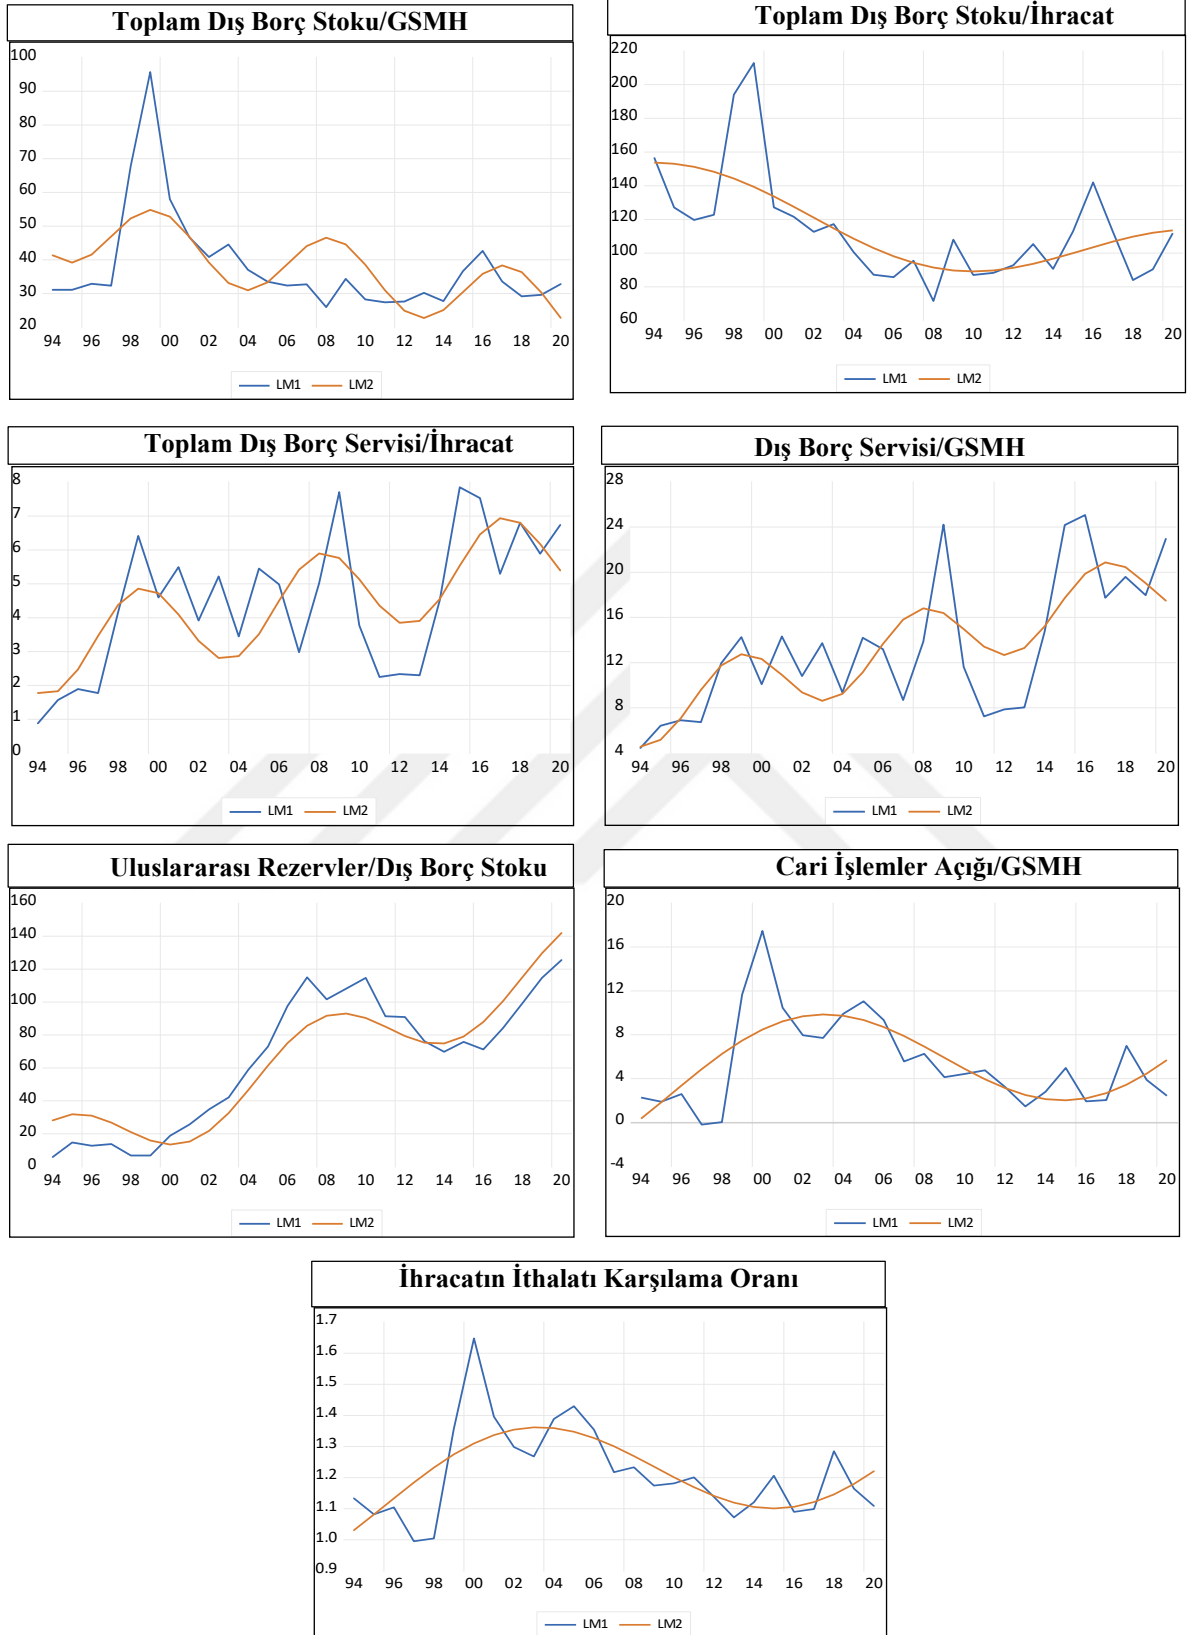 Toplam Dış Borç Stoku/GSMH
100
90
80
70
60
50
40
30
20
94 96 98 00 02 04 06 08 10 12 14 16 18 20
LM1 LM2
Toplam Dış Borç Stoku/İhracat
220
200
180
160
140
120
100
80
60
94 96 98 00 02 04 06 08 10 12 14 16 18 20
LM1 LM2
Toplam Dış Borç Servisi/İhracat
8
7
6
5
4
3
2
1
0
94 96 98 00 02 04 06 08 10 12 14 16 18 20
LM1 LM2
Dış Borç Servisi/GSMH
28
24
20
16
12
8
4
94 96 98 00 02 04 06 08 10 12 14 16 18 20
LM1 LM2
Uluslararası Rezervler/Dış Borç Stoku
160
140
120
100
80
60
40
20
0
94 96 98 00 02 04 06 08 10 12 14 16 18 20
LM1 LM2
Cari İşlemler Açığı/GSMH
20
16
12
8
4
0
-4
94 96 98 00 02 04 06 08 10 12 14 16 18 20
LM1 LM2
İhracatın İthalatı Karşılama Oranı
1.7
1.6
1.5
1.4
1.3
1.2
1.1
1.0
0.9
94 96 98 00 02 04 06 08 10 12 14 16 18 20
LM1 LM2